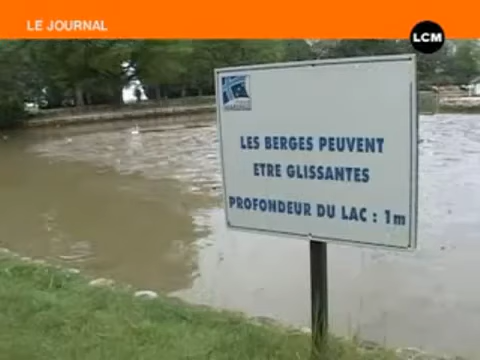 LE JOURNAL
LCM
LES BERGES PEUVENT
ETRE GLISSANTES
PROFONDEUR DU LAC : 1m